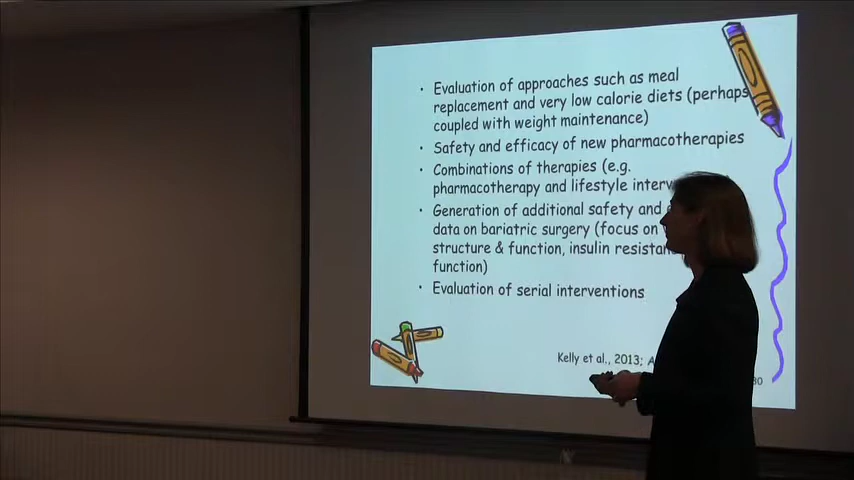 • Evaluation of approaches such as meal
replacement and very low calorie diets (perhaps
coupled with weight maintenance)
• Safety and efficacy of new pharmacotherapies
• Combinations of therapies (e.g.
pharmacotherapy and lifestyle
• Generation of additional safety and
data on bariatric surgery (focus on
structure & function, insulin
function)
• Evaluation of serial interventions
Kelly et al., 2013;